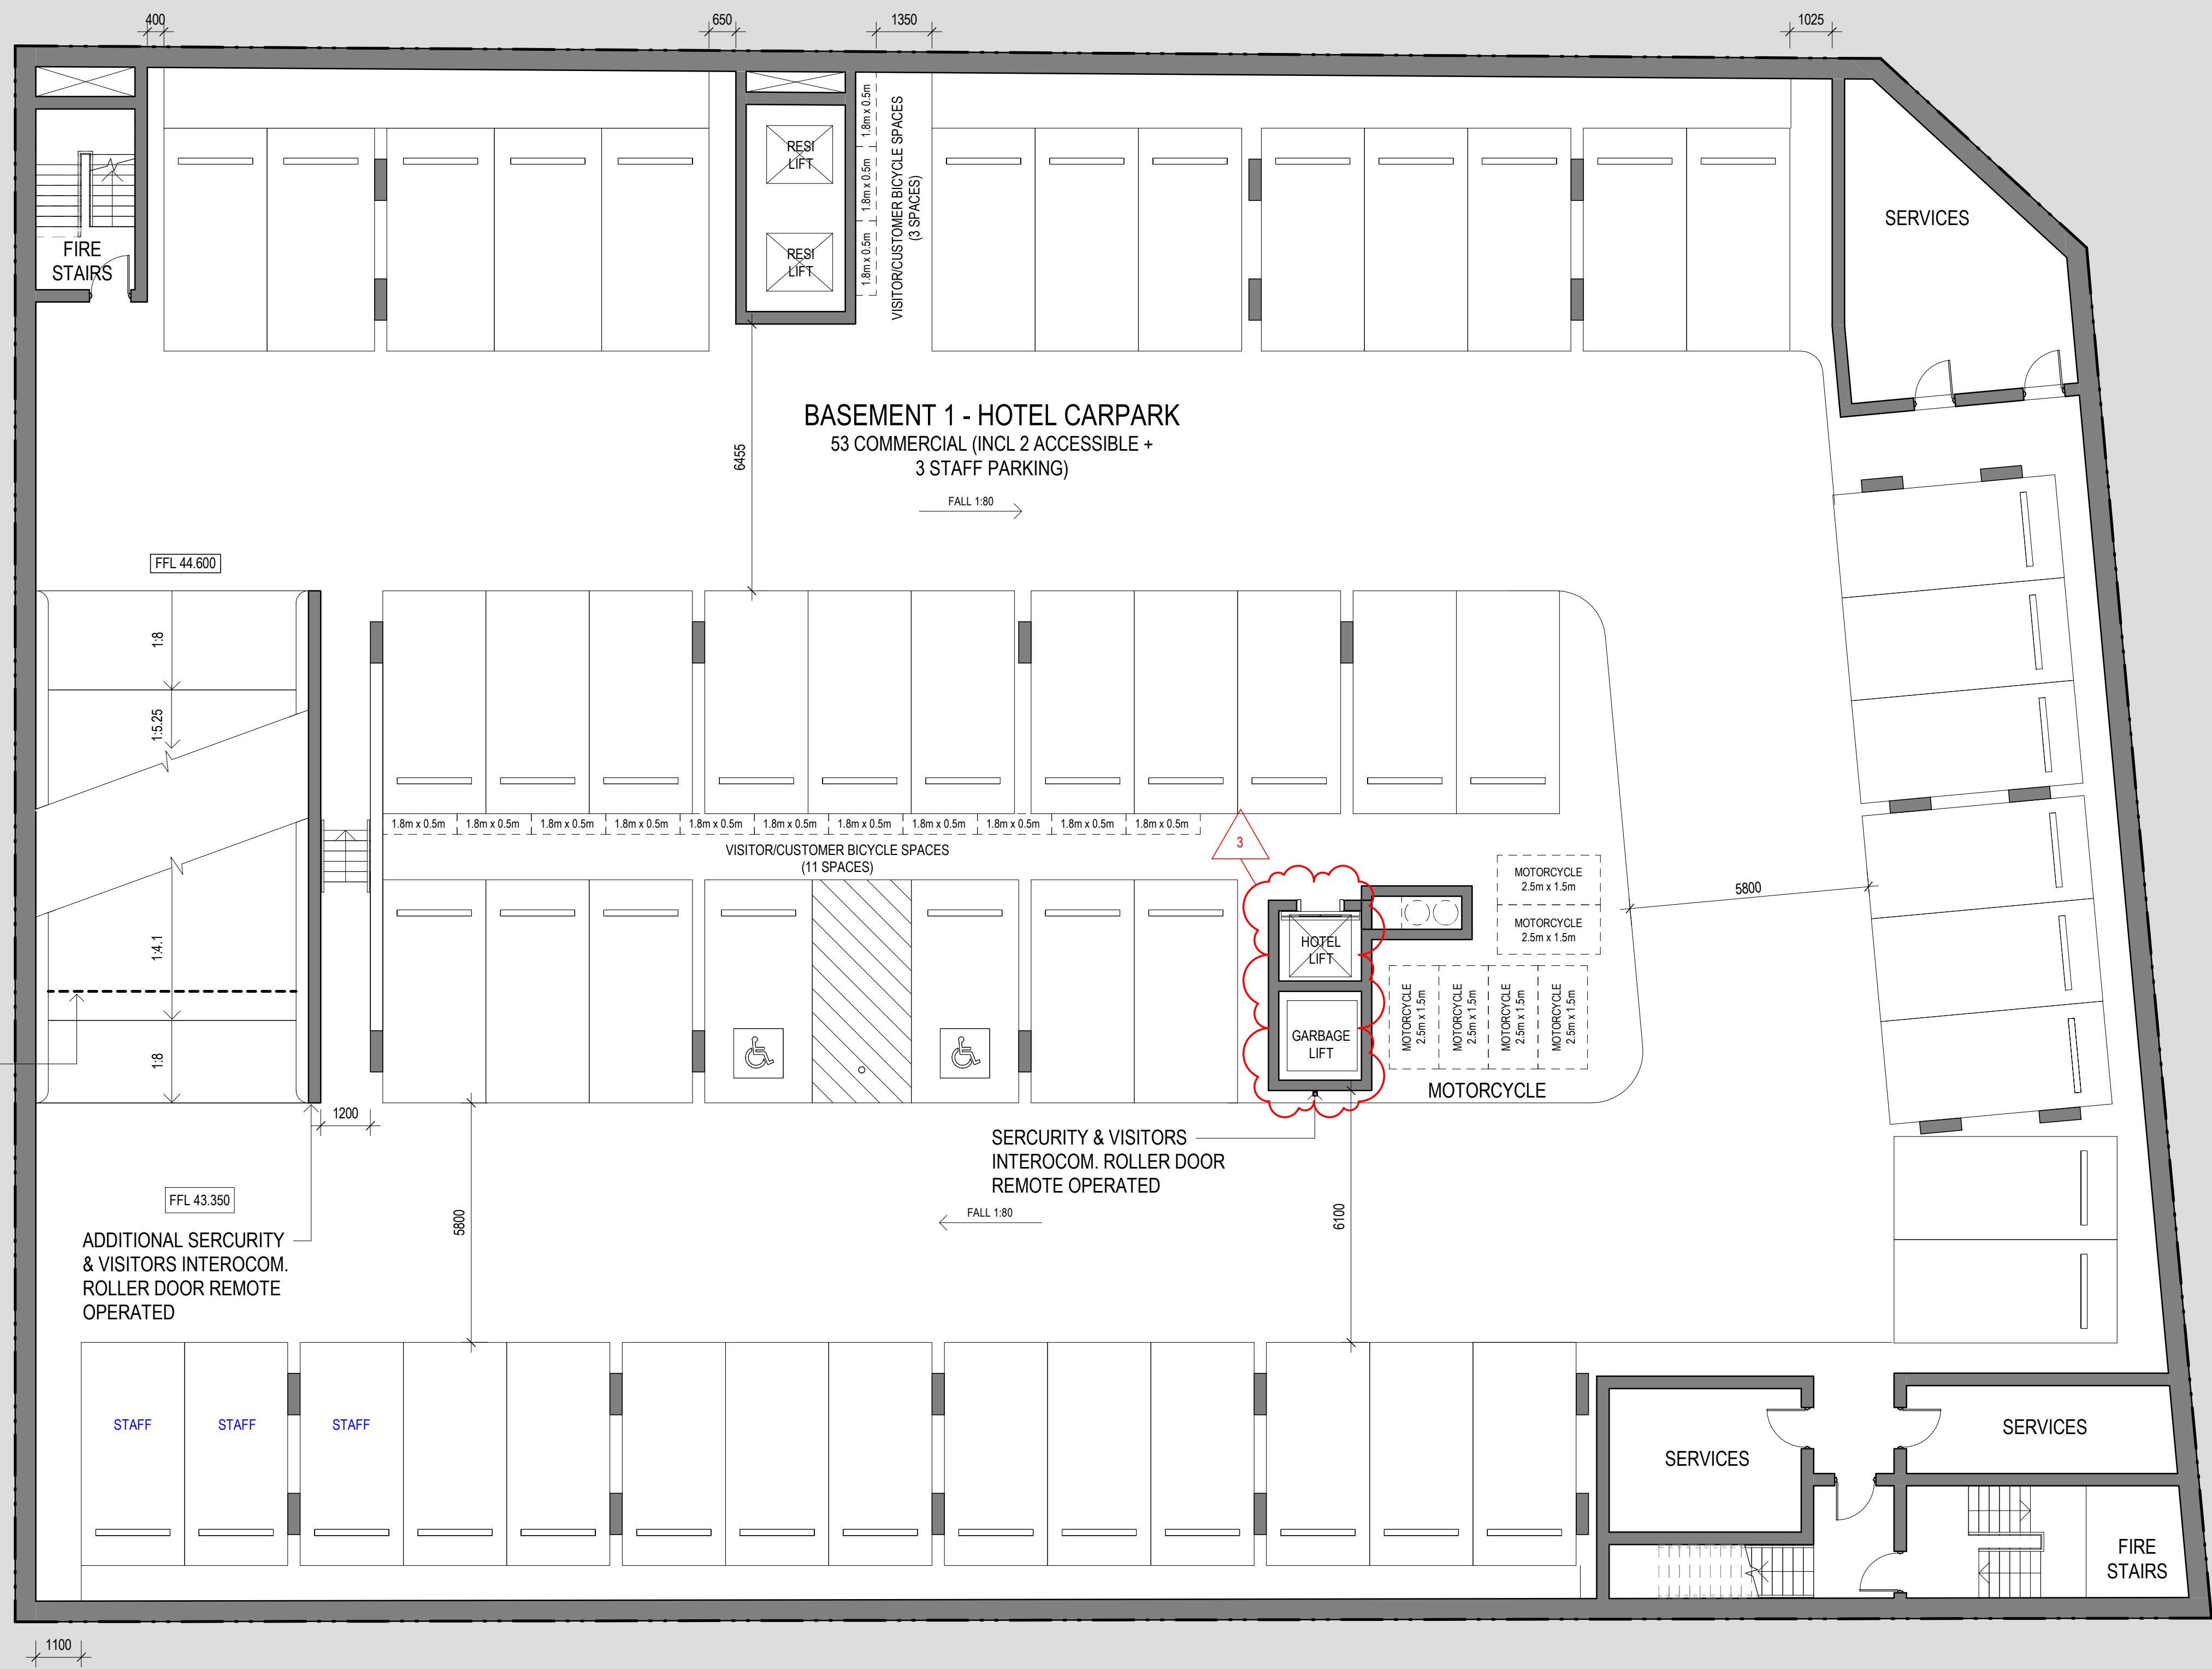 400
650
1350
1025
RESI
LIFT
RESI
LIFT
1.8m x 0.5m
1.8m x 0.5m
1.8m x 0.5m
VISITOR/CUSTOMER BICYCLE SPACES
(3 SPACES)
SERVICES
FIRE
STAIRS
BASEMENT 1 - HOTEL CARPARK
53 COMMERCIAL (INCL 2 ACCESSIBLE +
3 STAFF PARKING)
6455
FALL 1:80
FFL 44.600
1:8
1:5.25
1:4.1
1:8
1.8m x 0.5m
1.8m x 0.5m
1.8m x 0.5m
1.8m x 0.5m
1.8m x 0.5m
1.8m x 0.5m
1.8m x 0.5m
1.8m x 0.5m
1.8m x 0.5m
1.8m x 0.5m
1.8m x 0.5m
VISITOR/CUSTOMER BICYCLE SPACES
(11 SPACES)
3
MOTORCYCLE
2.5m x 1.5m
MOTORCYCLE
2.5m x 1.5m
5800
HOTEL
LIFT
GARBAGE
LIFT
MOTORCYCLE
2.5m x 1.5m
MOTORCYCLE
2.5m x 1.5m
MOTORCYCLE
2.5m x 1.5m
MOTORCYCLE
2.5m x 1.5m
MOTORCYCLE
1200
SERCURITY & VISITORS
INTEROCOM. ROLLER DOOR
REMOTE OPERATED
FFL 43.350
5800
FALL 1:80
6100
ADDITIONAL SERCURITY
& VISITORS INTEROCOM.
ROLLER DOOR REMOTE
OPERATED
STAFF
STAFF
STAFF
SERVICES
SERVICES
FIRE
STAIRS
1100